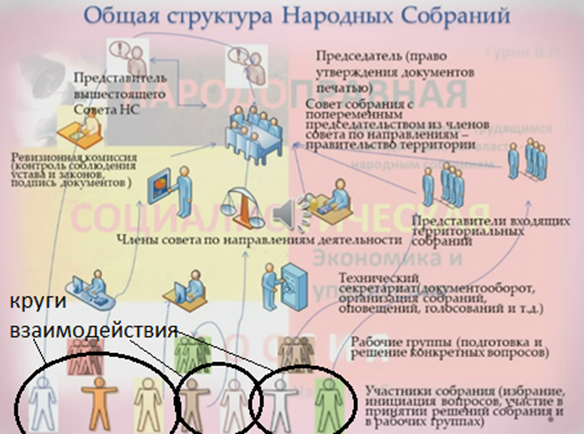 Общая структура Народных Собраний
Представитель
вышестоящего
Совета НС
Председатель (право
утверждения документов
печатью)
Совет собрания с
попеременным
председательством из членов
совета по направлениям –
правительство территории
Ревизионная комиссия
(контроль соблюдения
устава и законов,
подпись документов )
Представители входящих
территориальных
собраний
Члены совета по направлениям деятельности
Технический
секретариат(документооборот,
организация собраний,
оповещений, голосований и т.д.)
круги
взаимодействия
Рабочие группы (подготовка и
решение конкретных вопросов)
Участники собрания (избрание,
инициация вопросов, участие в
принятии решений собрания и
в рабочих группах)
СОЦИАЛИСТИЧЕСКАЯ
Экономика и